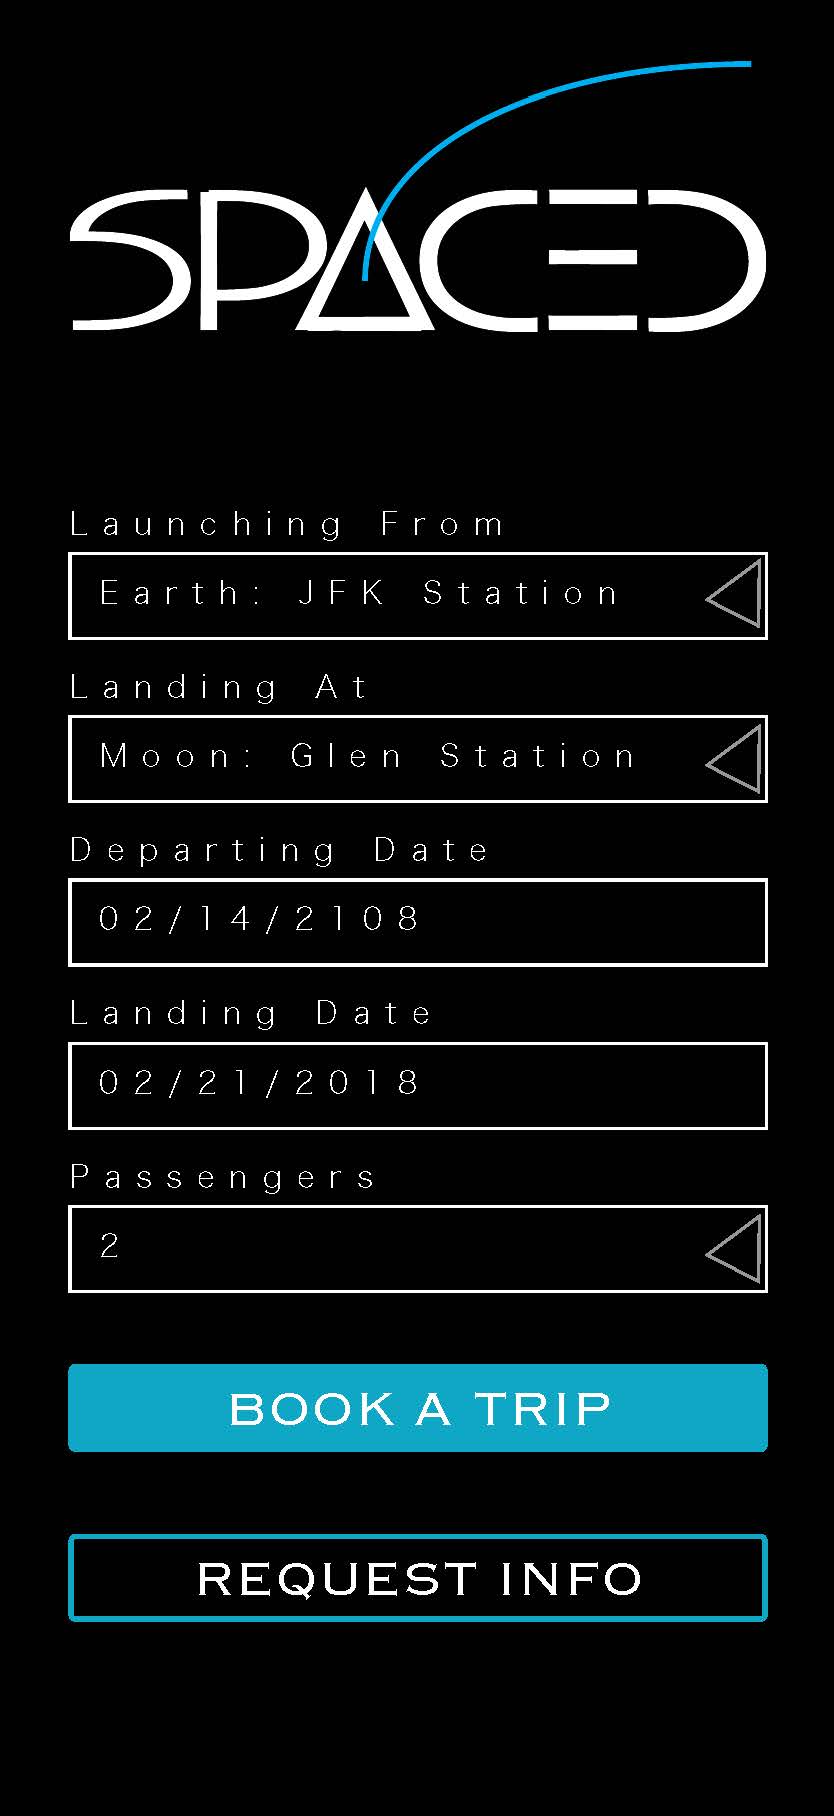 SPACED
Launching From
Earth: JFK Station
Landing At
Moon: Glen Station
Departing Date
02/14/2108
Landing Date
02/21/2018
Passengers
2
BOOK A TRIP
REQUEST INFO